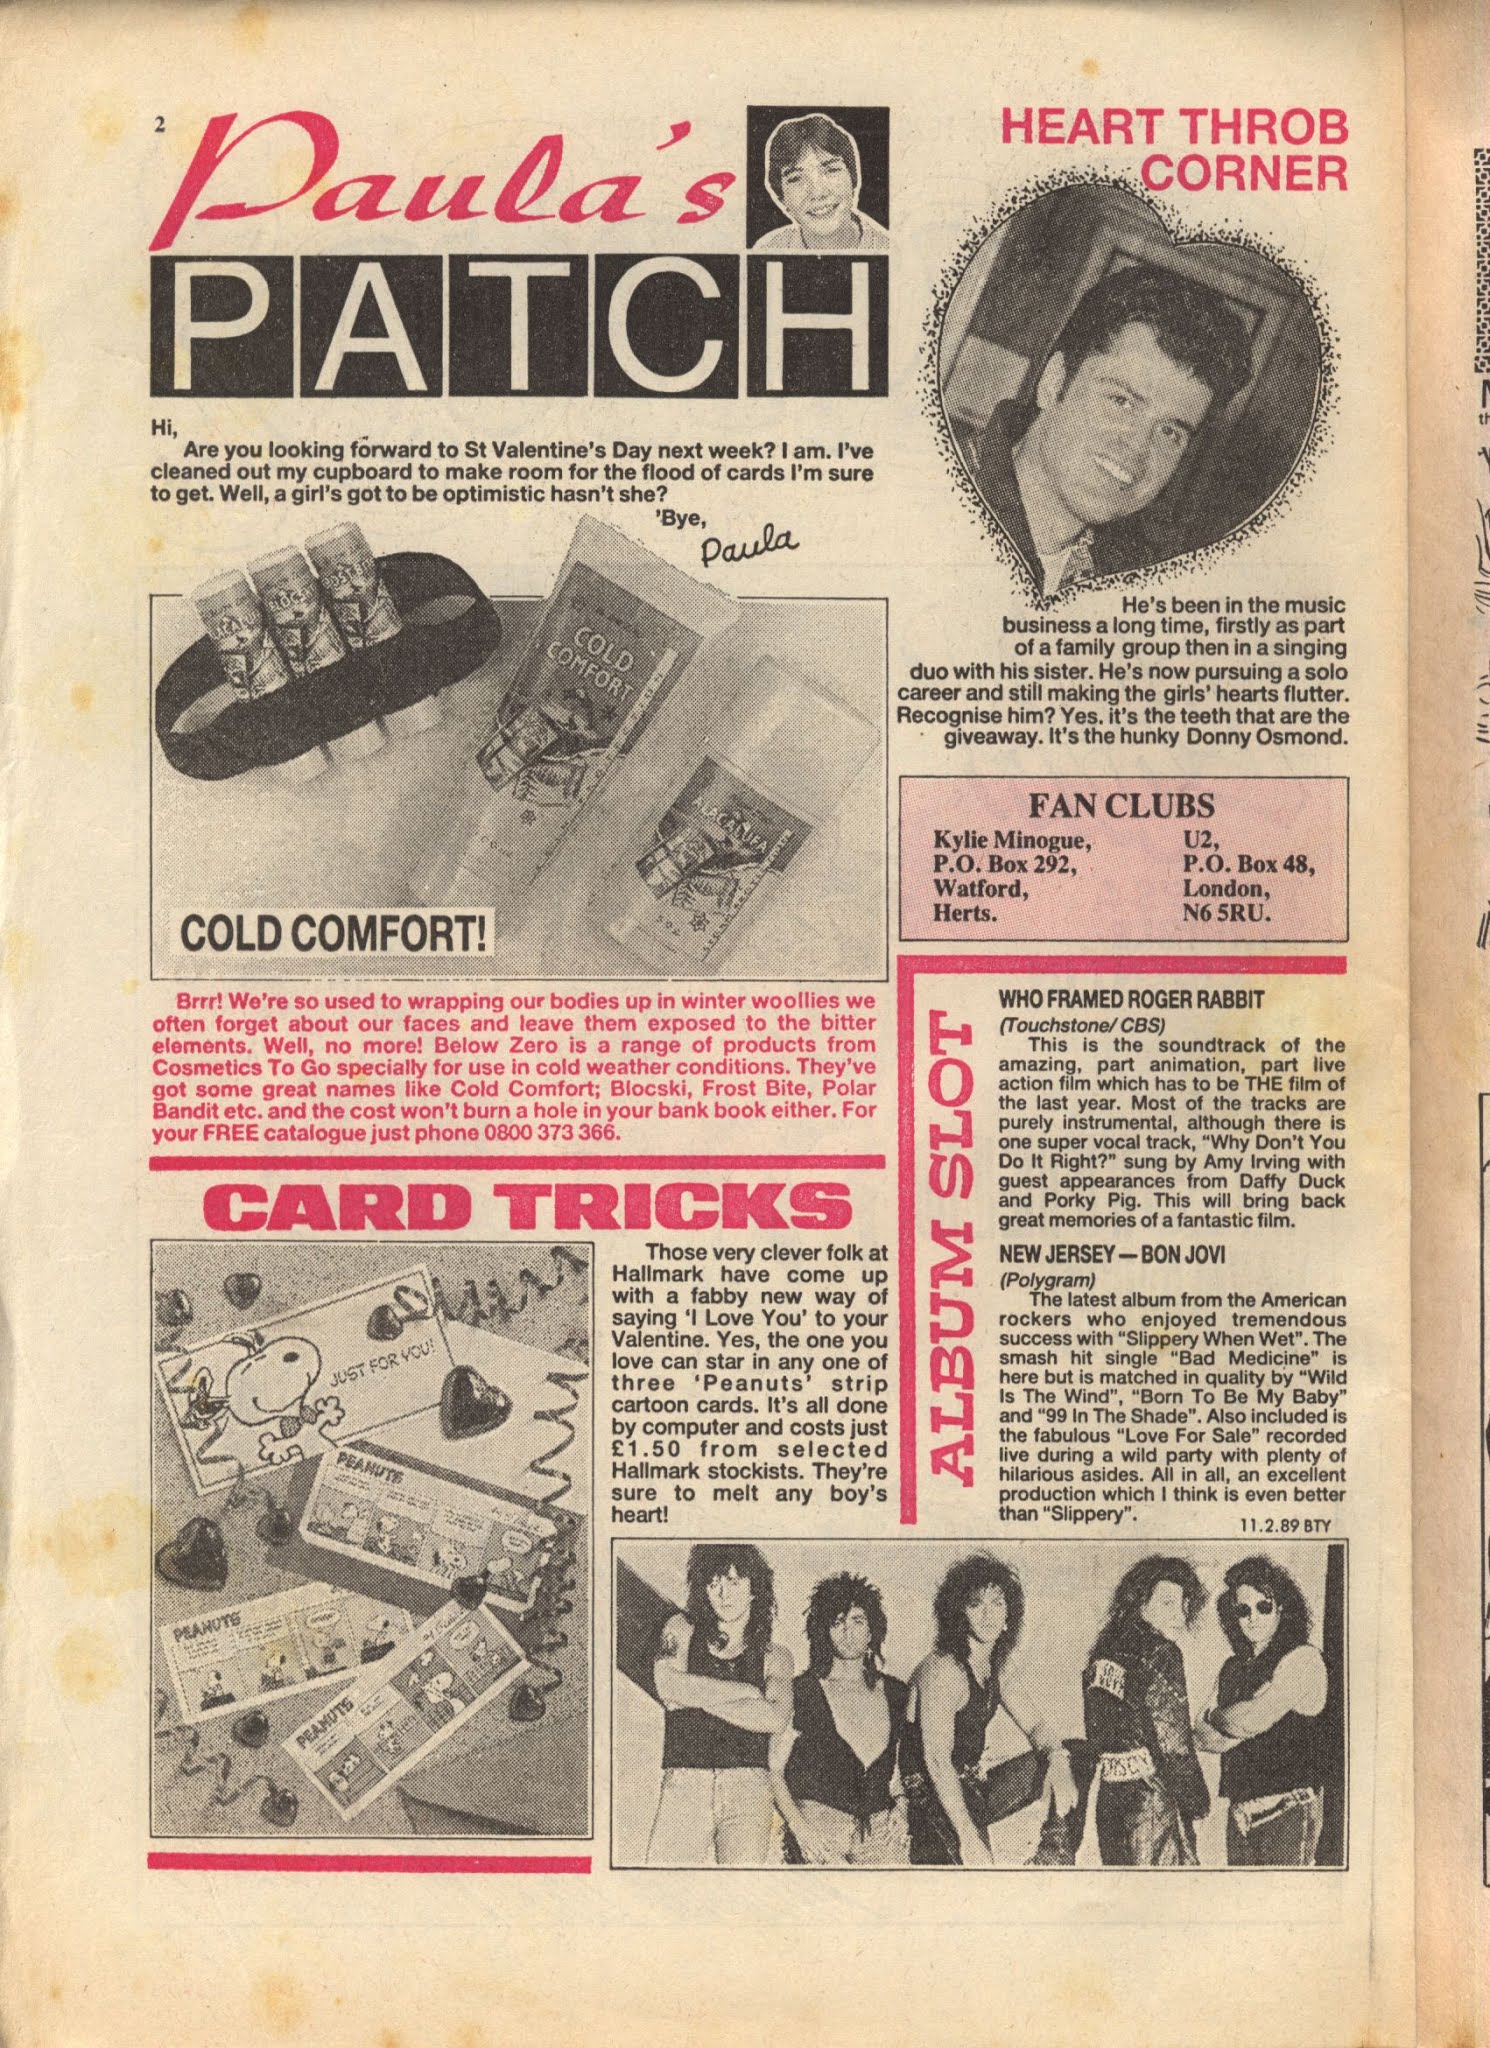 2
Paula's
PATCH
Hi,
Are you looking forward to St Valentine's Day next week? I am. I've
cleaned out my cupboard to make room for the flood of cards I'm sure
to get. Well, a girl's got to be optimistic hasn't she?
'Bye,
Paula
COLD
COMFORT
ALACALUFA
COLD COMFORT!
Brrr! We're so used to wrapping our bodies up in winter woollies we
often forget about our faces and leave them exposed to the bitter
elements. Well, no more! Below Zero is a range of products from
Cosmetics To Go specially for use in cold weather conditions. They've
got some great names like Cold Comfort; Blocski, Frost Bite, Polar
Bandit etc. and the cost won't burn a hole in your bank book either. For
your FREE catalogue just phone 0800 373 366.
CARD TRICKS
JUST FOR YOU!
PEANUTS
PEANUTS
PEANUTS
Those very clever folk at
Hallmark have come up
with a fabby new way of
saying 'I Love You' to your
Valentine. Yes, the one you
love can star in any one of
three 'Peanuts' strip
cartoon cards. It's all done
by computer and costs just
£1.50 from selected
Hallmark stockists. They're
sure to melt any boy's
heart!
HEART THROB
CORNER
He's been in the music
business a long time, firstly as part
of a family group then in a singing
duo with his sister. He's now pursuing a solo
career and still making the girls' hearts flutter.
Recognise him? Yes. it's the teeth that are the
giveaway. It's the hunky Donny Osmond.
FAN CLUBS
Kylie Minogue,
P.O. Box 292,
Watford,
Herts.
U2,
P.O. Box 48,
London,
N6 5RU.
ALBUM SLOT
WHO FRAMED ROGER RABBIT
(Touchstone/ CBS)
This is the soundtrack of the
amazing, part animation, part live
action film which has to be THE film of
the last year. Most of the tracks are
purely instrumental, although there is
one super vocal track, "Why Don't You
Do It Right?" sung by Amy Irving with
guest appearances from Daffy Duck
and Porky Pig. This will bring back
great memories of a fantastic film.
NEW JERSEY — BON JOVI
(Polygram)
The latest album from the American
rockers who enjoyed tremendous
success with "Slippery When Wet". The
smash hit single "Bad Medicine" is
here but is matched in quality by "Wild
Is The Wind", "Born To Be My Baby"
and "99 In The Shade". Also included is
the fabulous "Love For Sale" recorded
live during a wild party with plenty of
hilarious asides. All in all, an excellent
production which I think is even better
than "Slippery".
11.2.89 BTY